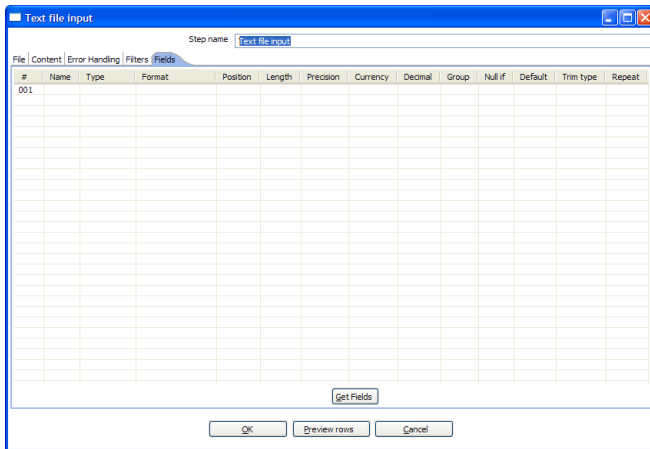 Text file input
Step name Text file input
File Content Error Handling Filters Fields
# Name Type Format Position Length Precision Currency Decimal Group Null if Default Trim type Repeat
001
Get Fields
OK Preview rows Cancel